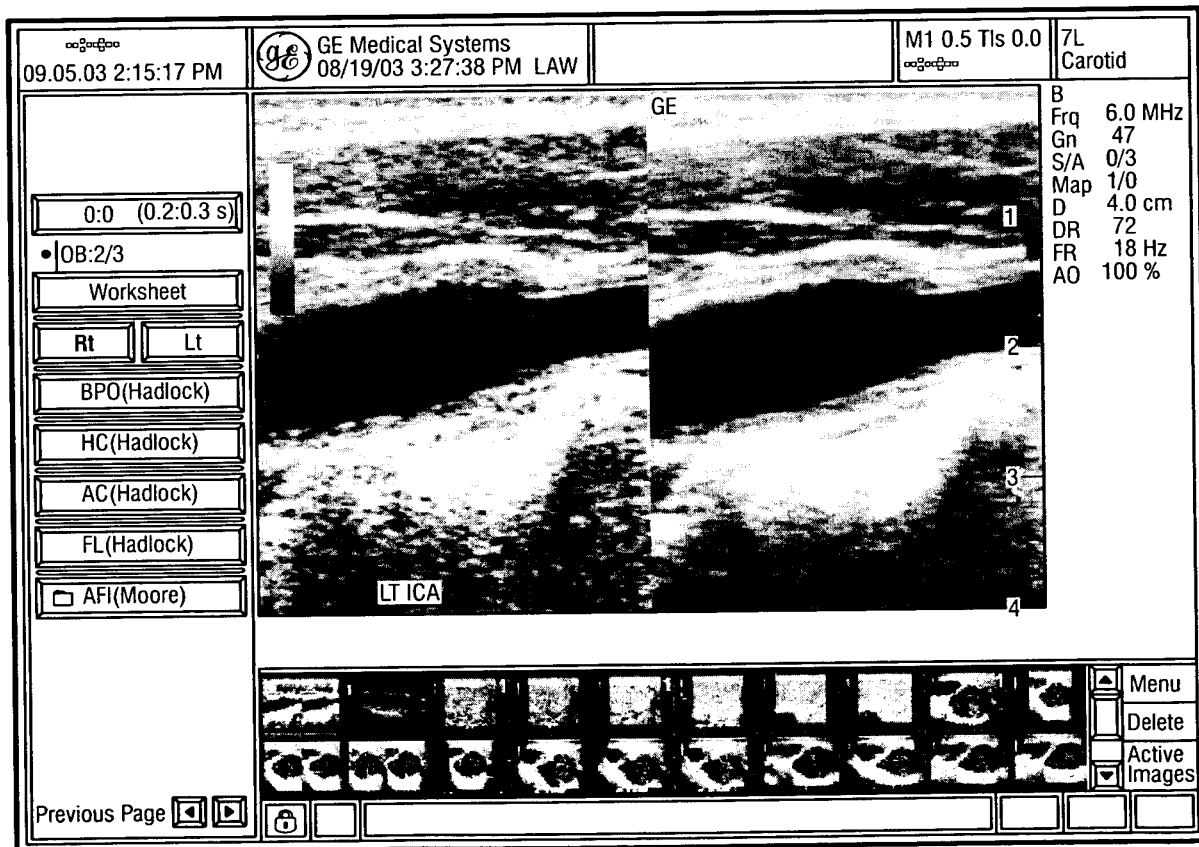 09.05.03 2:15:17 PM
GE Medical Systems
08/19/03 3:27:38 PM LAW
M1 0.5 TIs 0.0
7L
Carotid
0:0 (0.2:0.3 s)
OB:2/3
Worksheet
Rt Lt
BPO(Hadlock)
HC(Hadlock)
AC(Hadlock)
FL(Hadlock)
AFI(Moore)
Previous Page
GE
LT ICA
1
2
3
4
B
Frq 6.0 MHz
Gn 47
S/A 0/3
Map 1/0
D 4.0 cm
DR 72
FR 18 Hz
AO 100 %
Menu
Delete
Active
Images